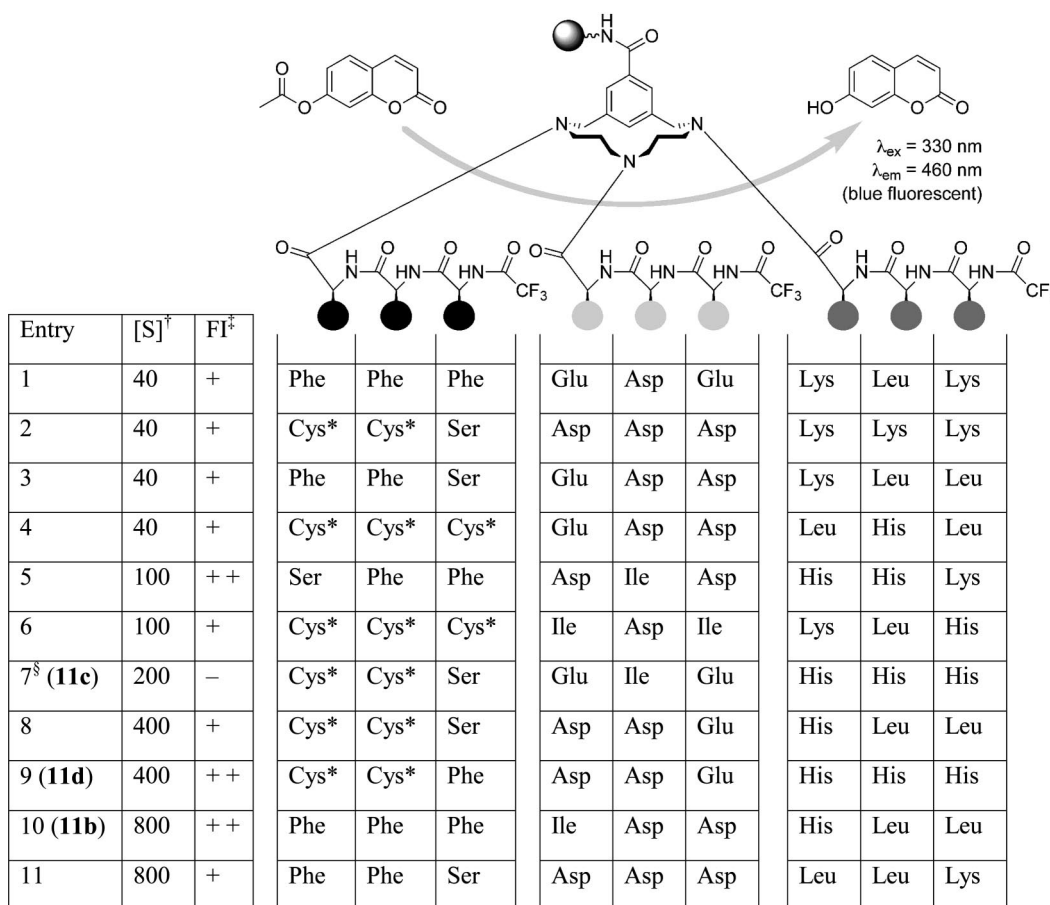 H
N
O
O
O
O
O
HO
O
O
N
N
N
λex = 330 nm
λem = 460 nm
(blue fluorescent)
O
H
N
O
NH
O
NH
O
CF3
O
H
N
O
NH
O
NH
O
CF3
O
H
N
O
NH
O
NH
O
CF
Entry [S]† FI‡
1 40 + Phe Phe Phe Glu Asp Glu Lys Leu Lys
2 40 + Cys* Cys* Ser Asp Asp Asp Lys Lys Lys
3 40 + Phe Phe Ser Glu Asp Asp Lys Leu Leu
4 40 + Cys* Cys* Cys* Glu Asp Asp Leu His Leu
5 100 + + Ser Phe Phe Asp Ile Asp His His Lys
6 100 + Cys* Cys* Cys* Ile Asp Ile Lys Leu His
7§ (11c) 200 – Cys* Cys* Ser Glu Ile Glu His His His
8 400 + Cys* Cys* Ser Asp Asp Glu His Leu Leu
9 (11d) 400 + + Cys* Cys* Phe Asp Asp Glu His His His
10 (11b) 800 + + Phe Phe Phe Ile Asp Asp His Leu Leu
11 800 + Phe Phe Ser Asp Asp Asp Leu Leu Lys